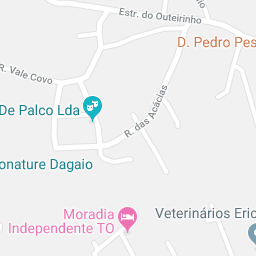 Estr. do Outeirinho
D. Pedro Pes
R. Vale Covo
De Palco Lda
R. das Acácias
onature Dagaio
Moradia
Independente TO
Veterinários Eric